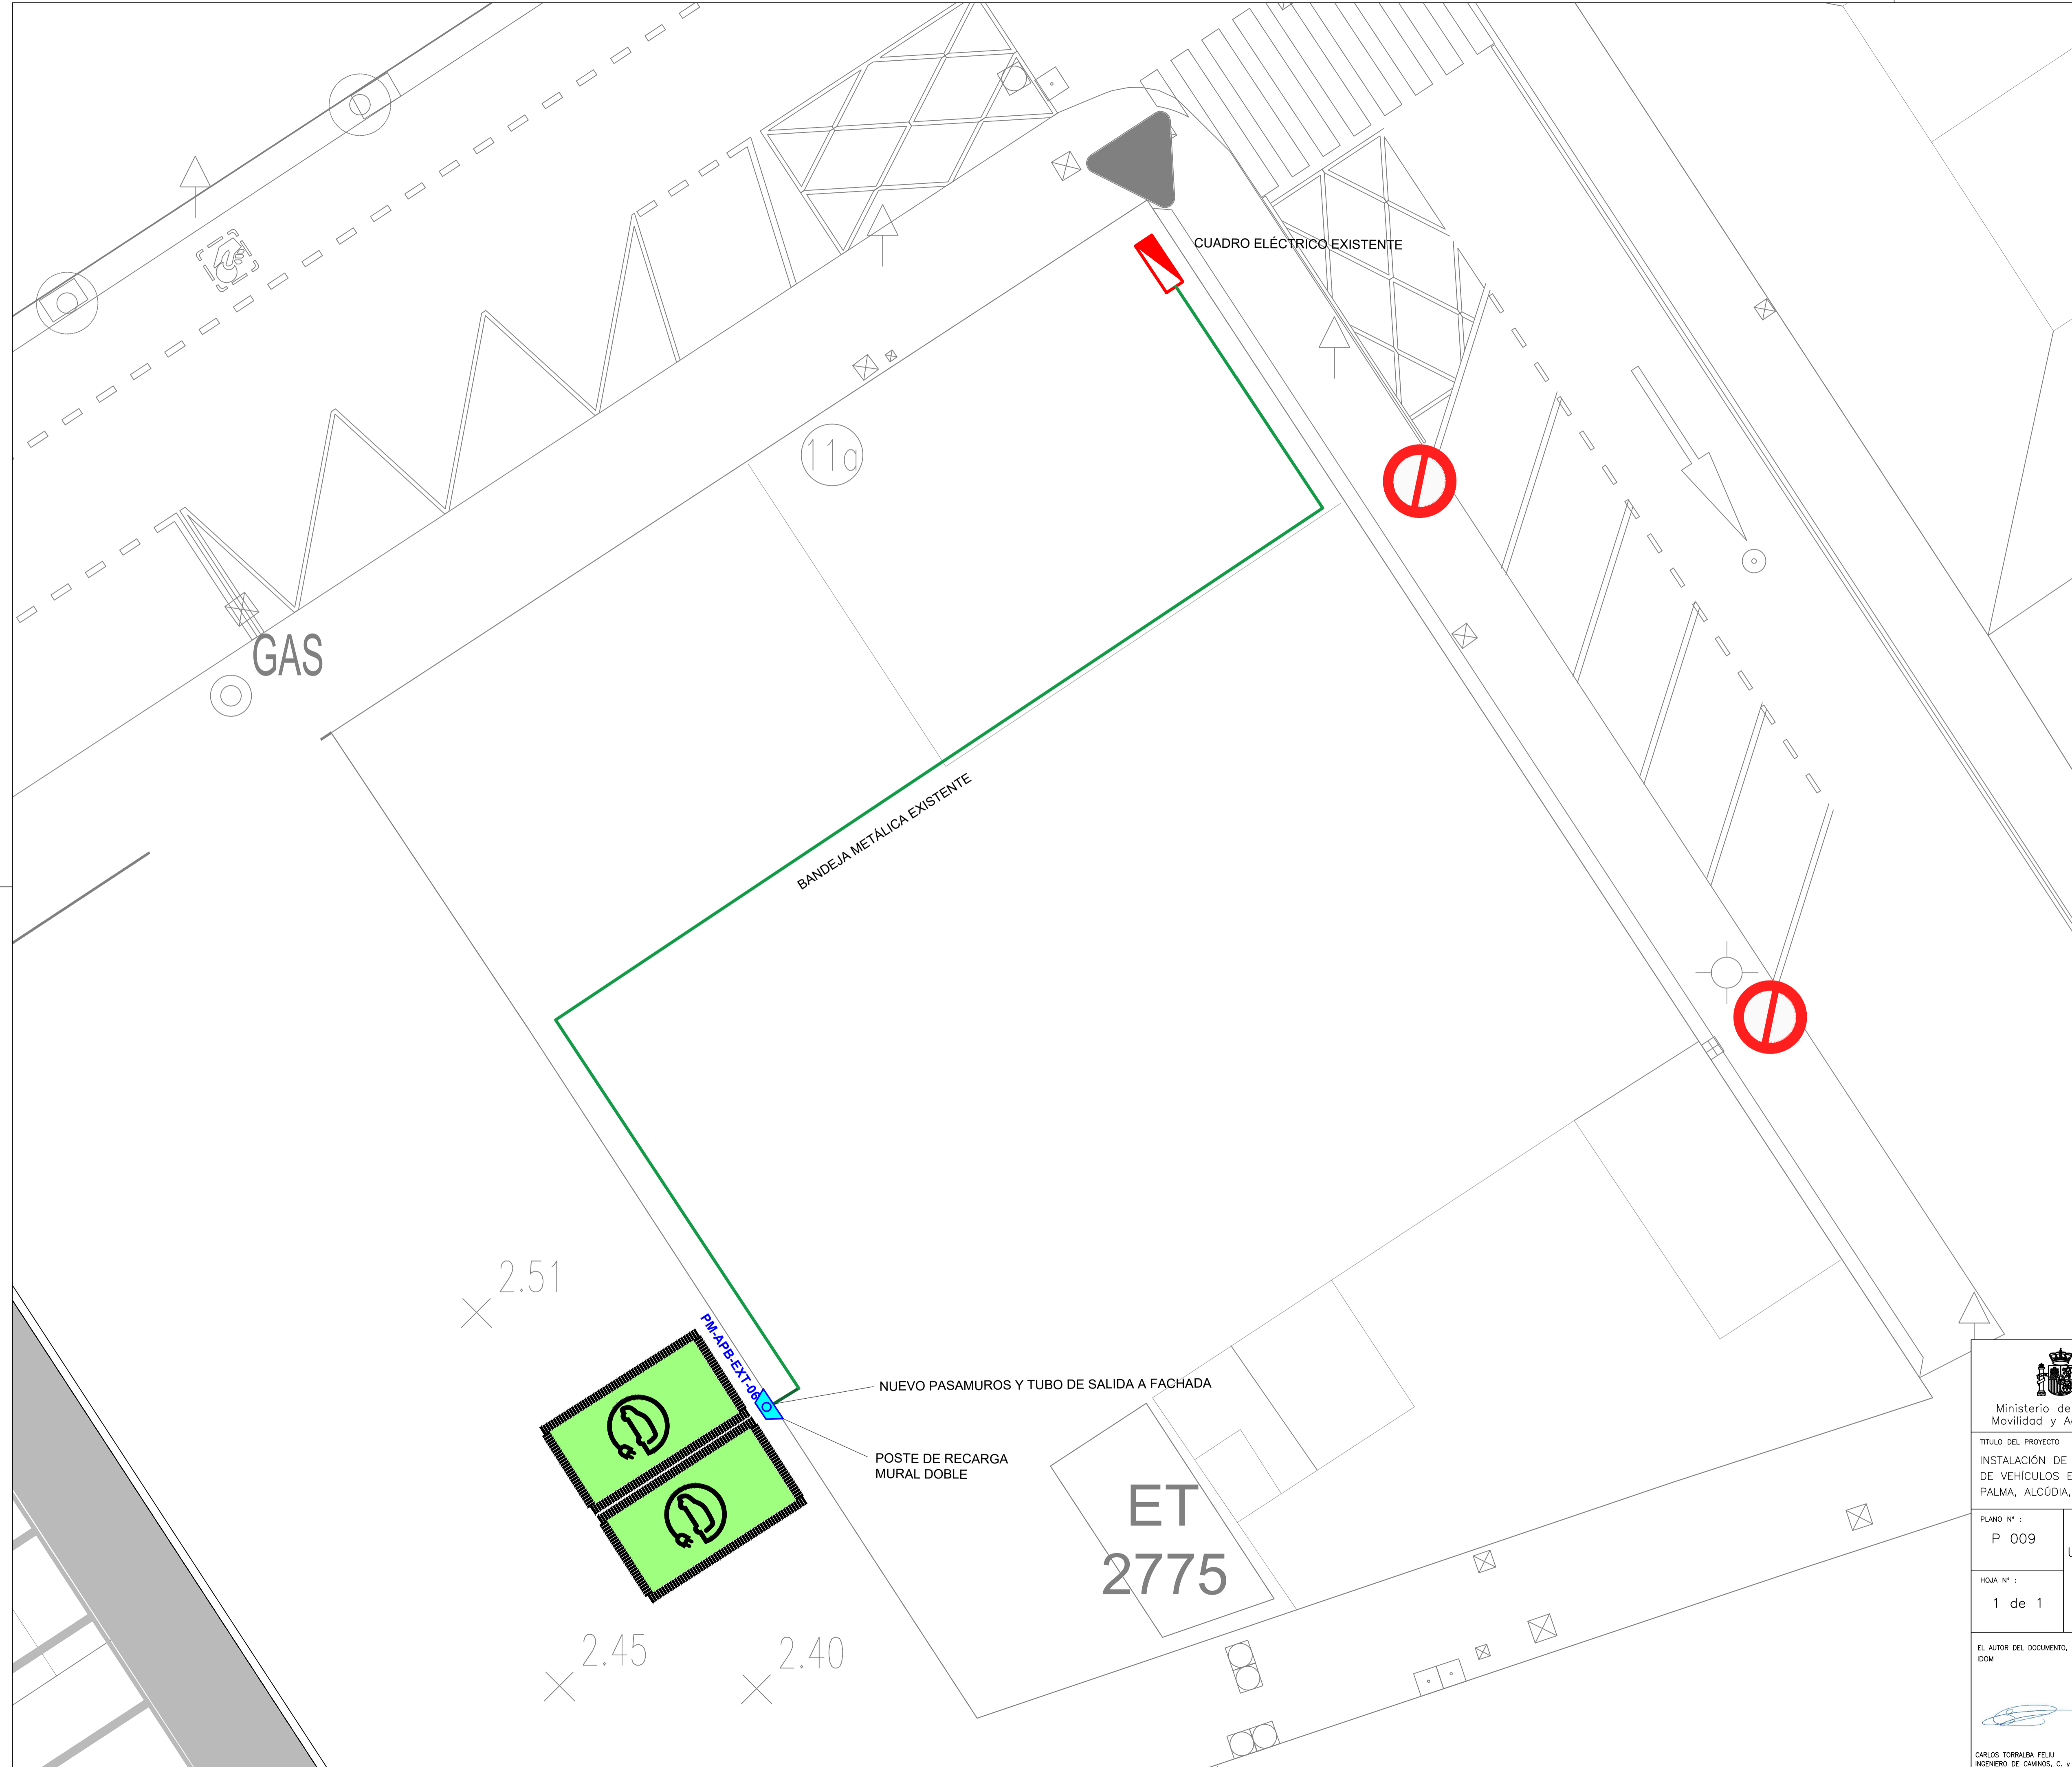 CUADRO ELÉCTRICO EXISTENTE
11a
GAS
BANDEJA METÁLICA EXISTENTE
2.51
PM-APB-EXT-06
NUEVO PASAMUROS Y TUBO DE SALIDA A FACHADA
POSTE DE RECARGA
MURAL DOBLE
ET
2775
2.45
2.40
Ministerio de
Movilidad y A
TITULO DEL PROYECTO
INSTALACIÓN DE
DE VEHÍCULOS E
PALMA, ALCÚDIA,
PLANO Nº :
P 009
HOJA Nº :
1 de 1
EL AUTOR DEL DOCUMENTO,
IDOM
CARLOS TORRALBA FELIU
INGENIERO DE CAMINOS, C. y